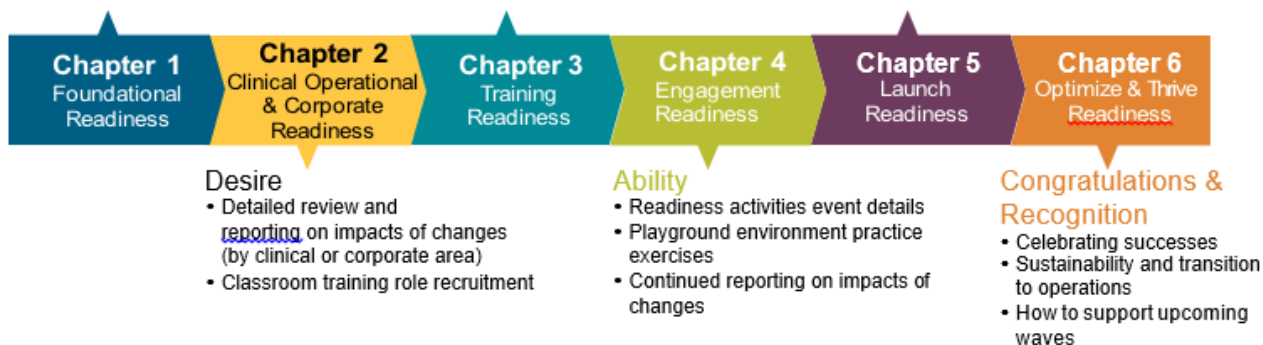 Chapter 1
Foundational
Readiness
Chapter 2
Clinical Operational
& Corporate
Readiness
Chapter 3
Training
Readiness
Chapter 4
Engagement
Readiness
Chapter 5
Launch
Readiness
Chapter 6
Optimize & Thrive
Readiness
Desire
• Detailed review and
reporting on impacts of changes
(by clinical or corporate area)
• Classroom training role recruitment
Ability
• Readiness activities event details
• Playground environment practice
exercises
• Continued reporting on impacts of
changes
Congratulations &
Recognition
• Celebrating successes
• Sustainability and transition
to operations
• How to support upcoming
waves